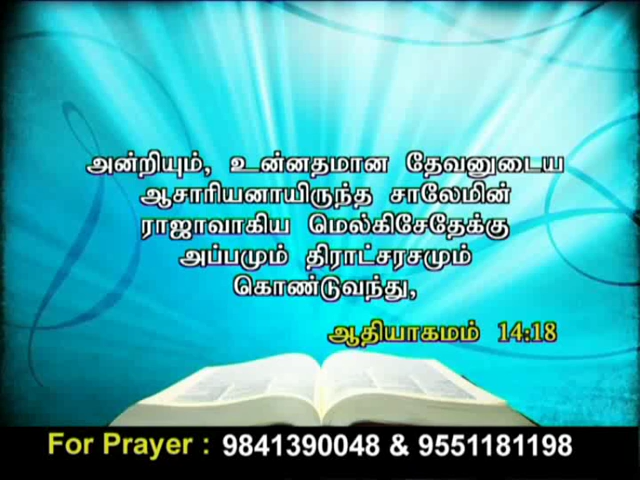 அன்றியும், உன்னதமான தேவனுடைய
ஆசாரியனாயிருந்த சாலேமின்
ராஜாவாகிய மெல்கிசேதேக்கு
அப்பமும் திராட்சரசமும்
கொண்டுவந்து,
ஆதியாகமம் 14:18
For Prayer : 9841390048 & 9551181198